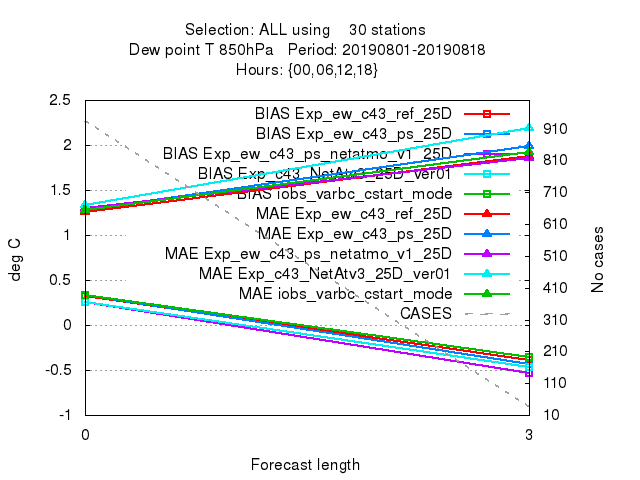 Selection: ALL using 30 stations
Dew point T 850hPa Period: 20190801-20190818
Hours: {00,06,12,18}
BIAS Exp_ew_c43_ref_25D
BIAS Exp_ew_c43_ps_25D
BIAS Exp_ew_c43_ps_netatmo_v1_25D
BIAS Exp_c43_NetAtv3_25D_ver01
BIAS iobs_varbc_cstart_mode
MAE Exp_ew_c43_ref_25D
MAE Exp_ew_c43_ps_25D
MAE Exp_ew_c43_ps_netatmo_v1_25D
MAE Exp_c43_NetAtv3_25D_ver01
MAE iobs_varbc_cstart_mode
CASES
2.5
2
1.5
1
0.5
0
-0.5
-1
deg C
910
810
710
610
510
410
310
210
110
10
No cases
0 3
Forecast length